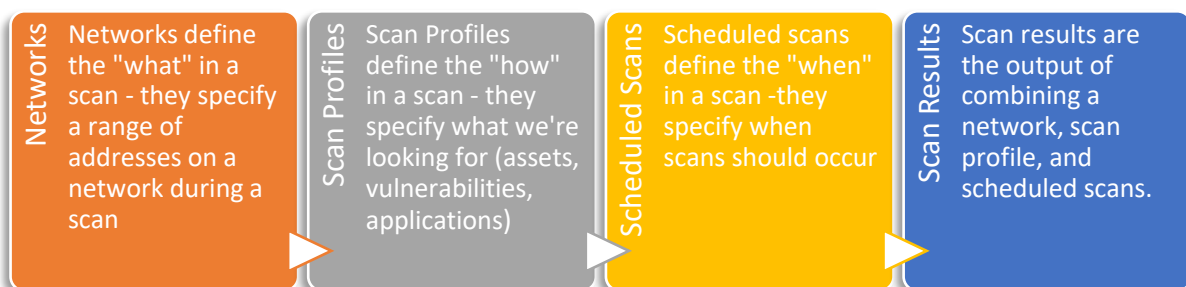 Networks
Networks define
the "what" in a
scan - they specify
a range of
addresses on a
network during a
scan
Scan Profiles
Scan Profiles
define the "how"
in a scan - they
specify what we're
looking for (assets,
vulnerabilities,
applications)
Scheduled Scans
Scheduled scans
define the "when"
in a scan -they
specify when
scans should occur
Scan Results
Scan results are
the output of
combining a
network, scan
profile, and
scheduled scans.